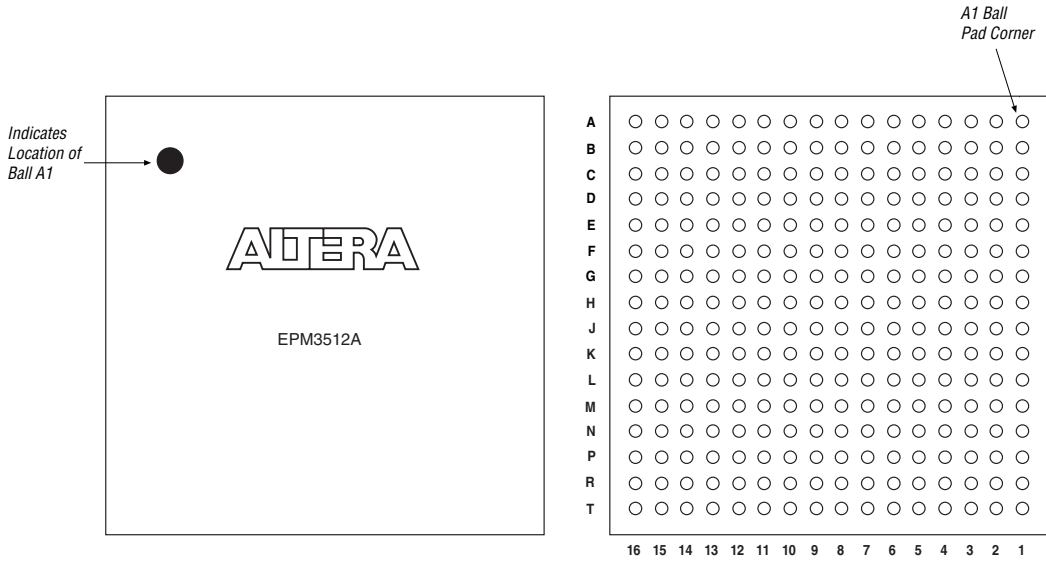 A1 Ball
Pad Corner
Indicates
Location of
Ball A1
ALTERA
EPM3512A
A
B
C
D
E
F
G
H
J
K
L
M
N
P
R
T
16 15 14 13 12 11 10 9 8 7 6 5 4 3 2 1